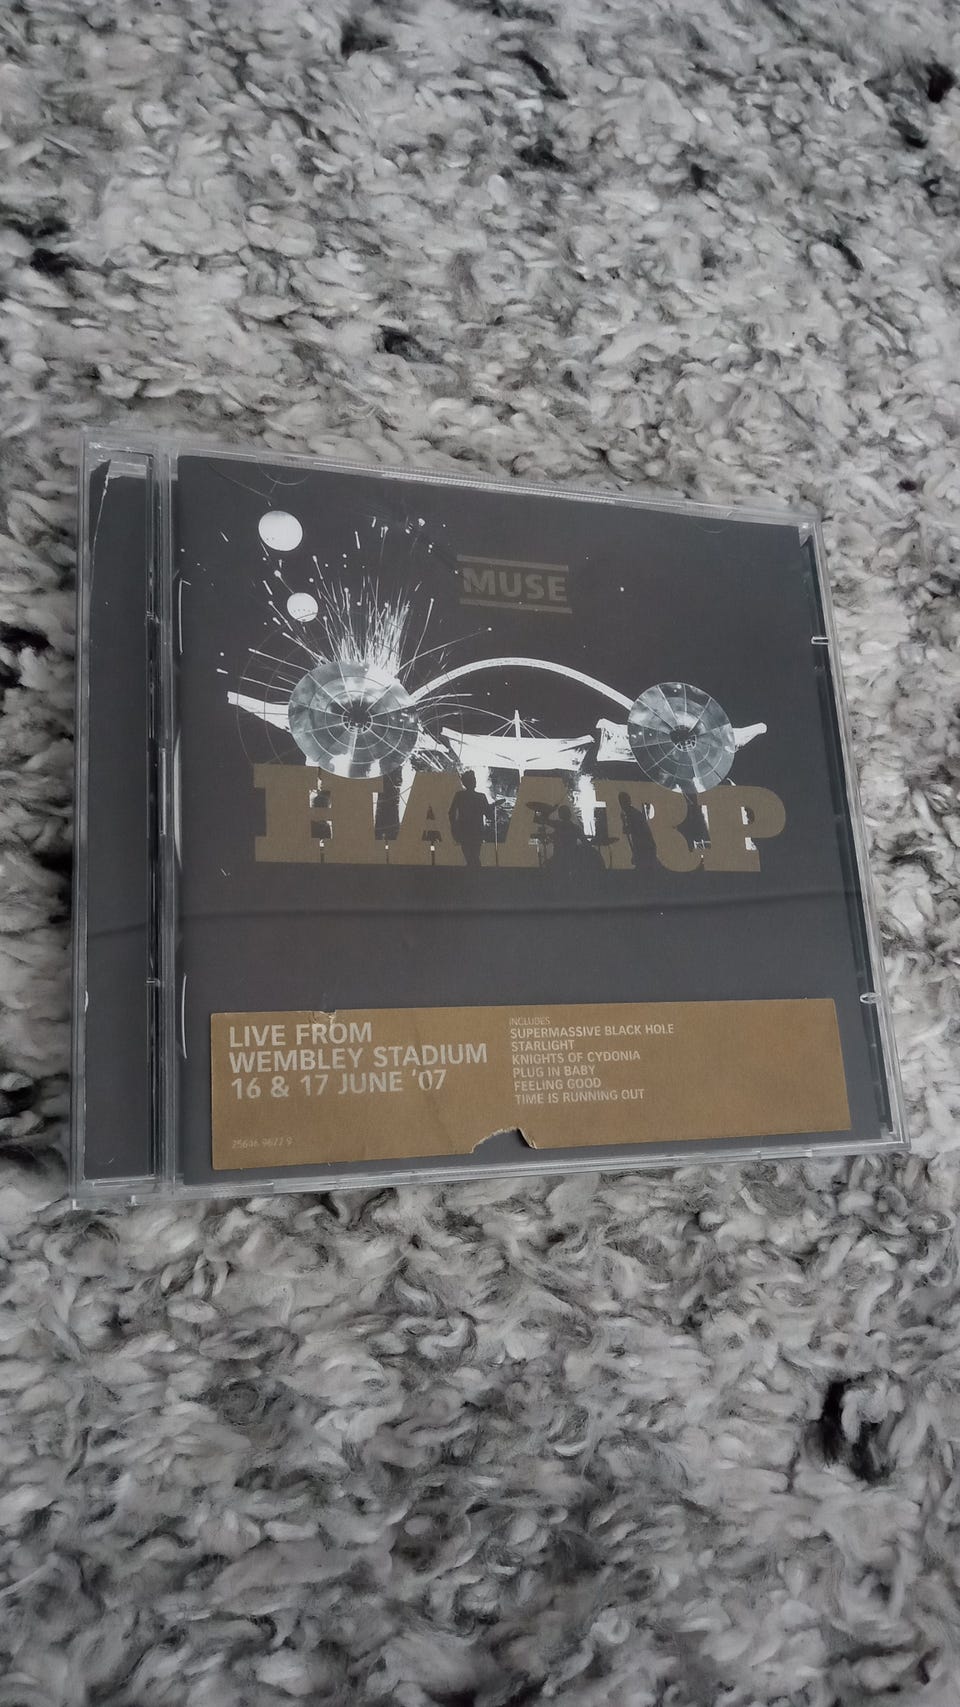 MUSE
HAARP
LIVE FROM
WEMBLEY STADIUM
16 & 17 JUNE '07
INCLUDES
SUPERMASSIVE BLACK HOLE
STARLIGHT
KNIGHTS OF CYDONIA
PLUG IN BABY
FEELING GOOD
TIME IS RUNNING OUT